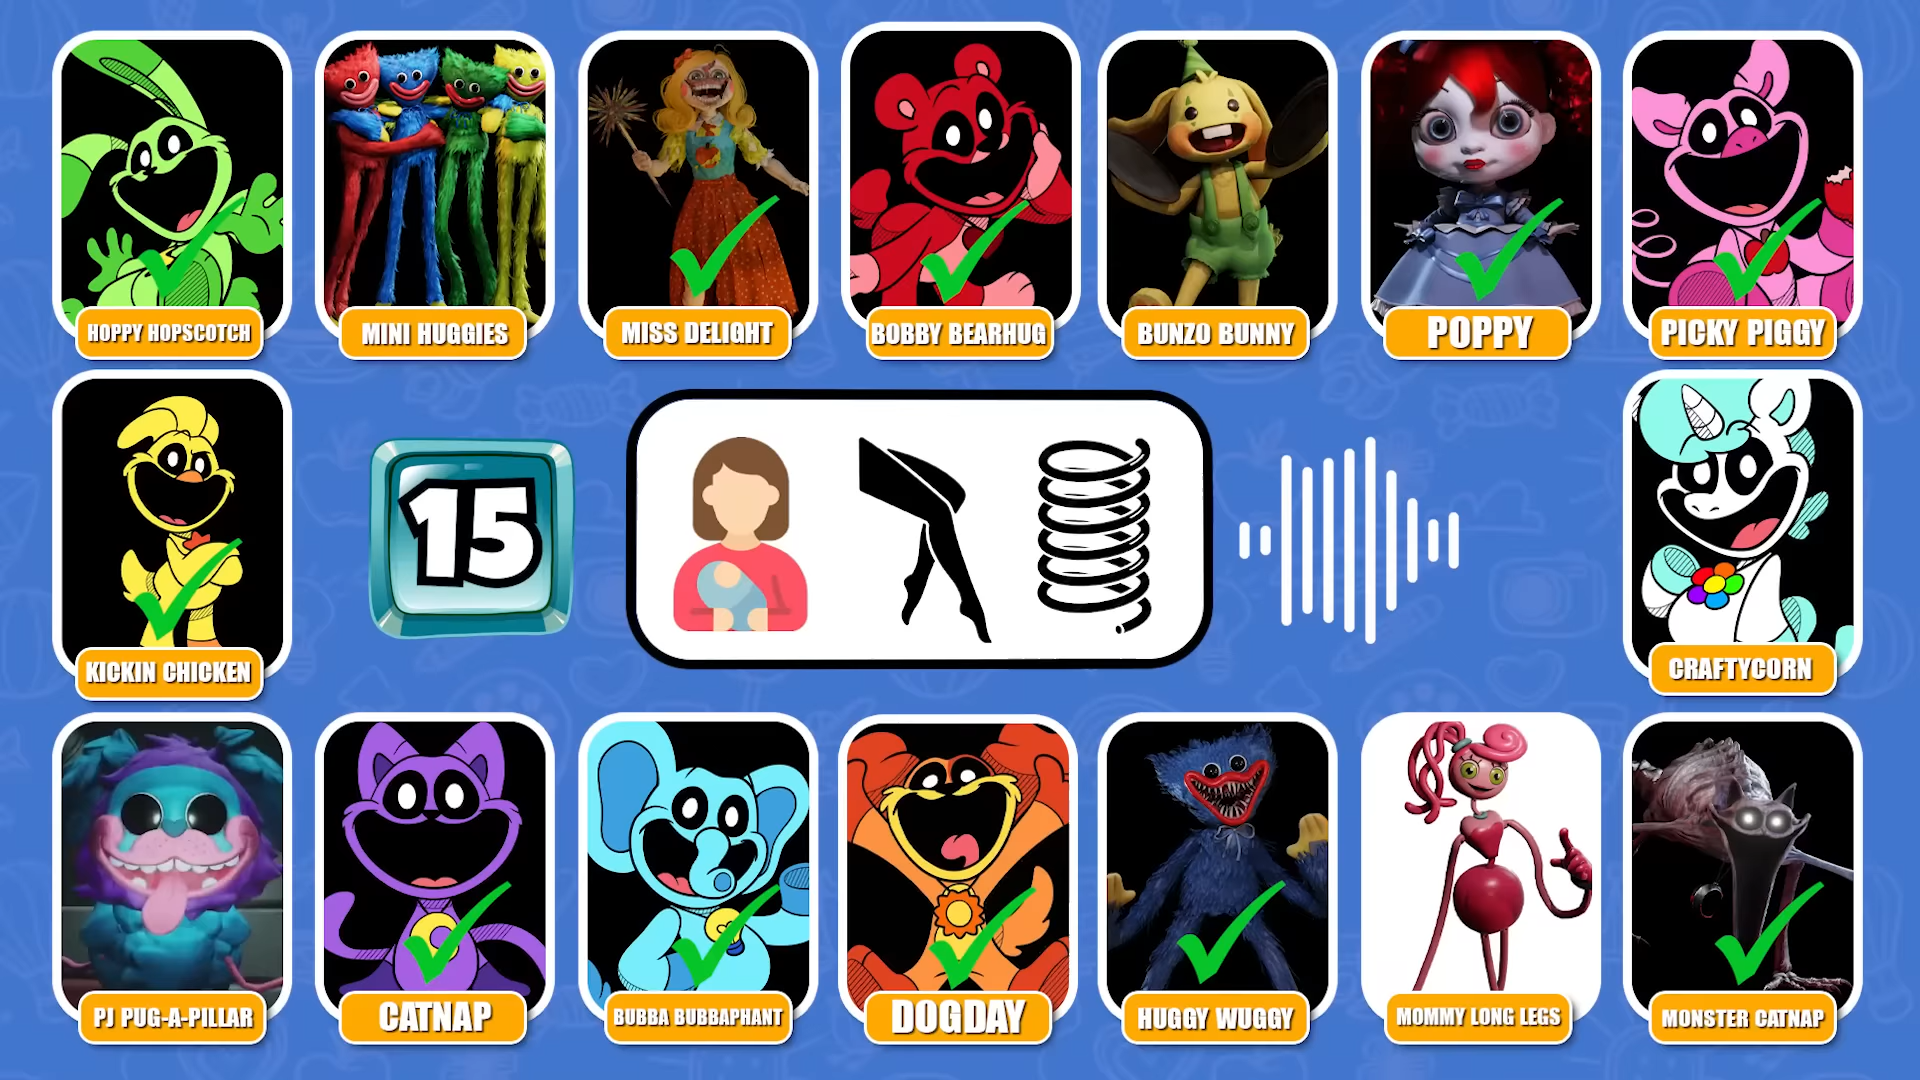 HOPPY HOPSCOTCH
MINI HUGGIES
MISS DELIGHT
BOBBY BEARHUG
BUNZO BUNNY
POPPY
PICKY PIGGY
KICKIN CHICKEN
15
CRAFTYCORN
PJ PUG-A-PILLAR
CATNAP
BUBBA BUBBAPHANT
DOGDAY
HUGGY WUGGY
MOMMY LONG LEGS
MONSTER CATNAP